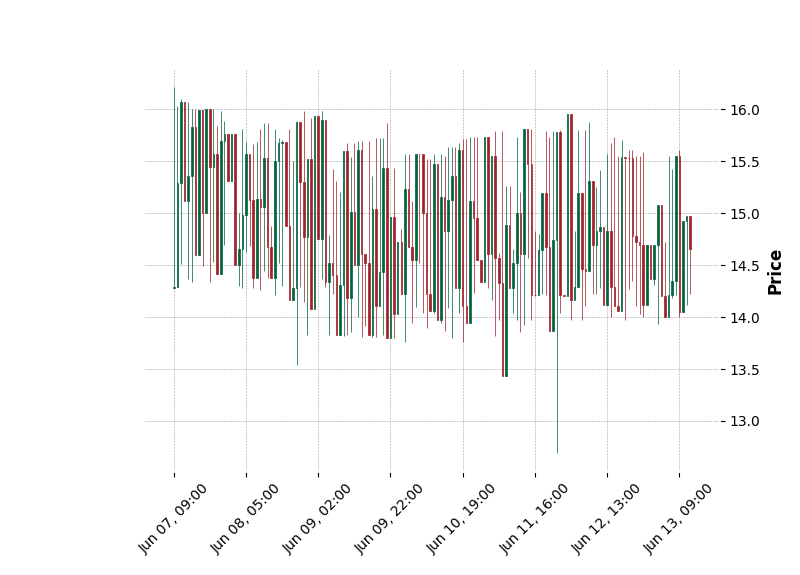 16.0
15.5
15.0
14.5
14.0
13.5
13.0
Price
Jun 07, 09:00
Jun 08, 05:00
Jun 09, 02:00
Jun 09, 22:00
Jun 10, 19:00
Jun 11, 16:00
Jun 12, 13:00
Jun 13, 09:00